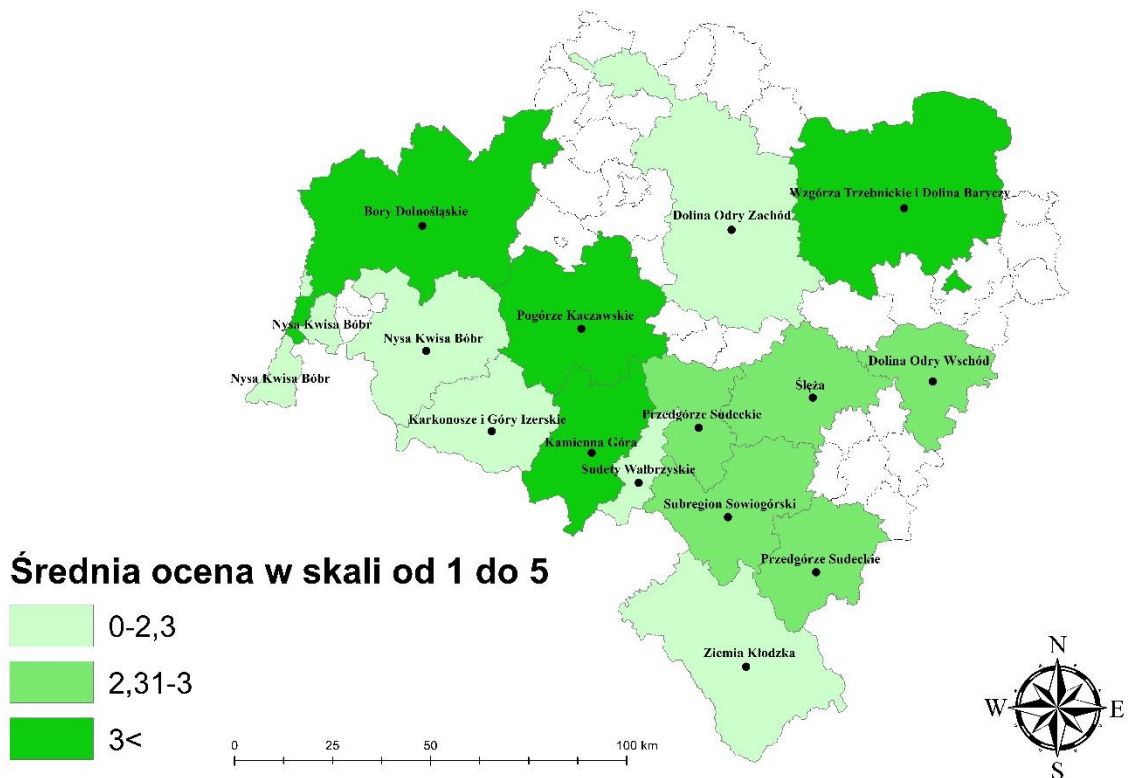 Wzgórza Trzebnickie i Dolina Baryczy
Bory Dolnośląskie
Dolina Odry Zachód
Pogórze Kaczawskie
Nysa Kwisa Bóbr
Nysa Kwisa Bóbr
Dolina Odry Wschód
Nysa Kwisa Bóbr
Ślęża
Przedgórze Sudeckie
Karkonosze i Góry Izerskie
Kamienna Góra
Sudety Wałbrzyskie
Subregion Sowiogórski
Przedgórze Sudeckie
Ziemia Kłodzka
Średnia ocena w skali od 1 do 5
0-2,3
2,31-3
3<
0 25 50 100 km
N
W E
S